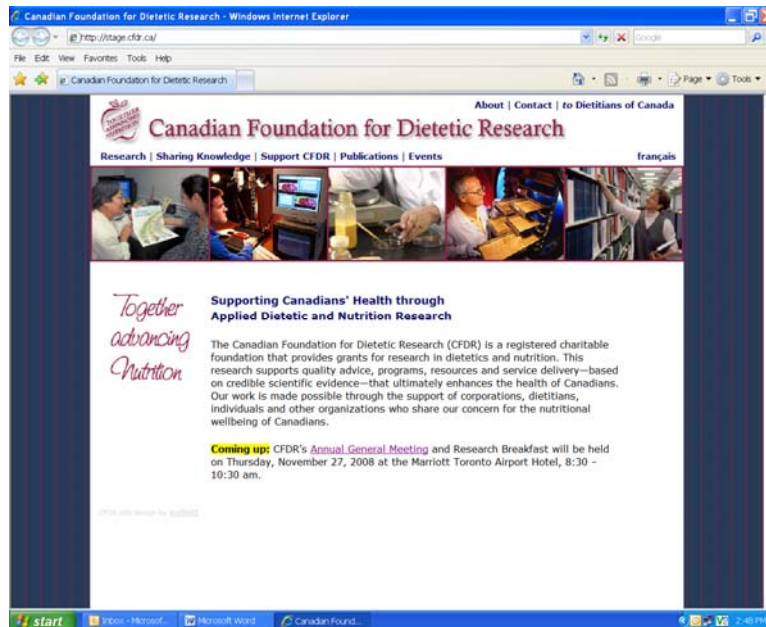 Canadian Foundation for Dietetic Research - Windows Internet Explorer
http://stage.cfdr.ca/
Google
File Edit View Favorites Tools Help
Canadian Foundation for Dietetic Research
Page Tools
About | Contact | to Dietitians of Canada
Canadian Foundation for Dietetic Research
Research | Sharing Knowledge | Support CFDR | Publications | Events
français
Together
advancing
Nutrition
Supporting Canadians' Health through
Applied Dietetic and Nutrition Research
The Canadian Foundation for Dietetic Research (CFDR) is a registered charitable
foundation that provides grants for research in dietetics and nutrition. This
research supports quality advice, programs, resources and service delivery—based
on credible scientific evidence—that ultimately enhances the health of Canadians.
Our work is made possible through the support of corporations, dietitians,
individuals and other organizations who share our concern for the nutritional
wellbeing of Canadians.
Coming up: CFDR's Annual General Meeting and Research Breakfast will be held
on Thursday, November 27, 2008 at the Marriott Toronto Airport Hotel, 8:30 –
10:30 am.
CFDR site design by
start
Inbox - Microsof...
Microsoft Word
Canadian Found...
2:48 PM